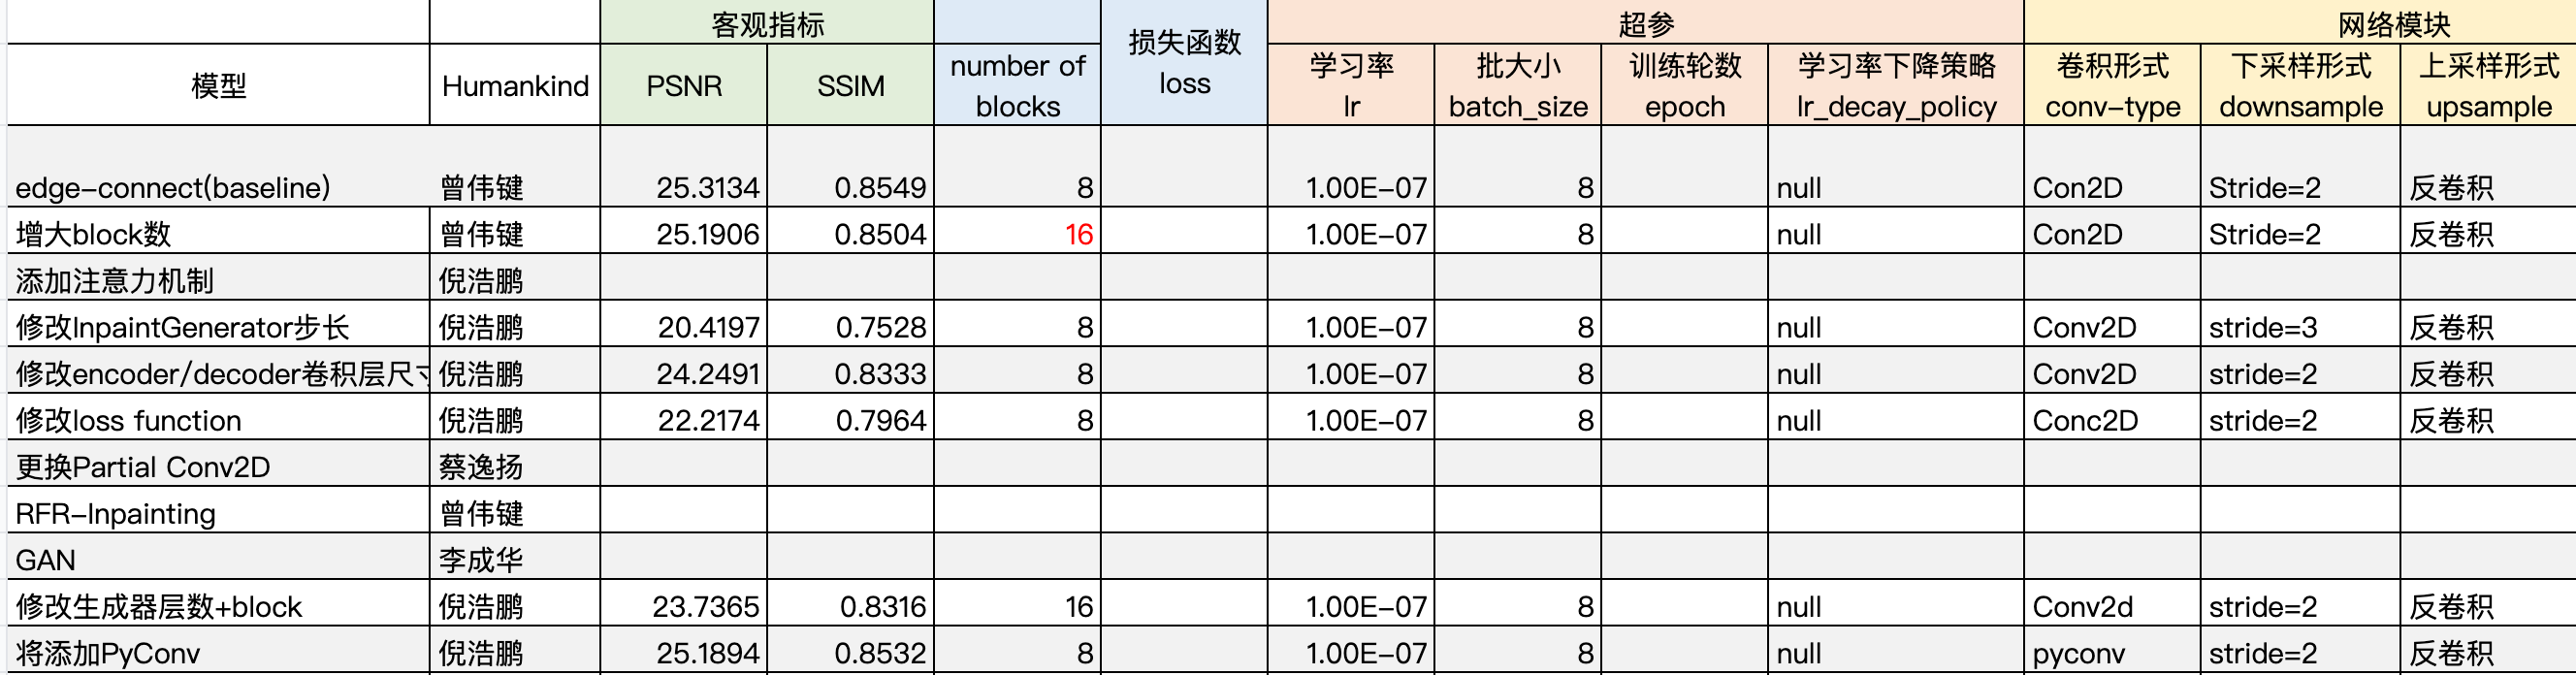 客观指标 超参 网络模块
模型 Humankind PSNR SSIM number of blocks 损失函数 loss 学习率 lr 批大小 batch_size 训练轮数 epoch 学习率下降策略 lr_decay_policy 卷积形式 conv-type 下采样形式 downsample 上采样形式 upsample
edge-connect(baseline) 曾伟键 25.3134 0.8549 8 1.00E-07 8 null Con2D Stride=2 反卷积
增大block数 曾伟键 25.1906 0.8504 16 1.00E-07 8 null Con2D Stride=2 反卷积
添加注意力机制 倪浩鹏
修改InpaintGenerator步长 倪浩鹏 20.4197 0.7528 8 1.00E-07 8 null Conv2D stride=3 反卷积
修改encoder/decoder卷积层尺寸 倪浩鹏 24.2491 0.8333 8 1.00E-07 8 null Conv2D stride=2 反卷积
修改loss function 倪浩鹏 22.2174 0.7964 8 1.00E-07 8 null Conc2D stride=2 反卷积
更换Partial Conv2D 蔡逸扬
RFR-Inpainting 曾伟键
GAN 李成华
修改生成器层数+block 倪浩鹏 23.7365 0.8316 16 1.00E-07 8 null Conv2d stride=2 反卷积
将添加PyConv 倪浩鹏 25.1894 0.8532 8 1.00E-07 8 null pyconv stride=2 反卷积